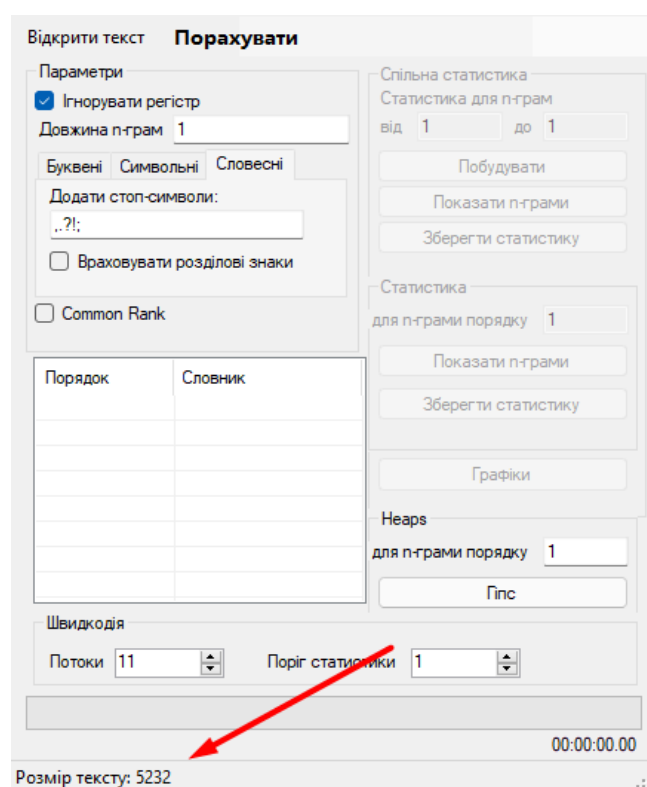 Відкрити текст Порахувати
Параметри
Ігнорувати регістр
Довжина n-грам 1
Буквені Символьні Словесні
Додати стоп-символи:
,.?!;
Враховувати розділові знаки
Common Rank
Порядок Словник
Спільна статистика
Статистика для n-грам
від 1 до 1
Побудувати
Показати n-грами
Зберегти статистику
Статистика
для n-грами порядку 1
Показати n-грами
Зберегти статистику
Графіки
Heaps
для n-грами порядку 1
Гіпс
Швидкодія
Потоки 11 Поріг статистики 1
00:00:00.00
Розмір тексту: 5232